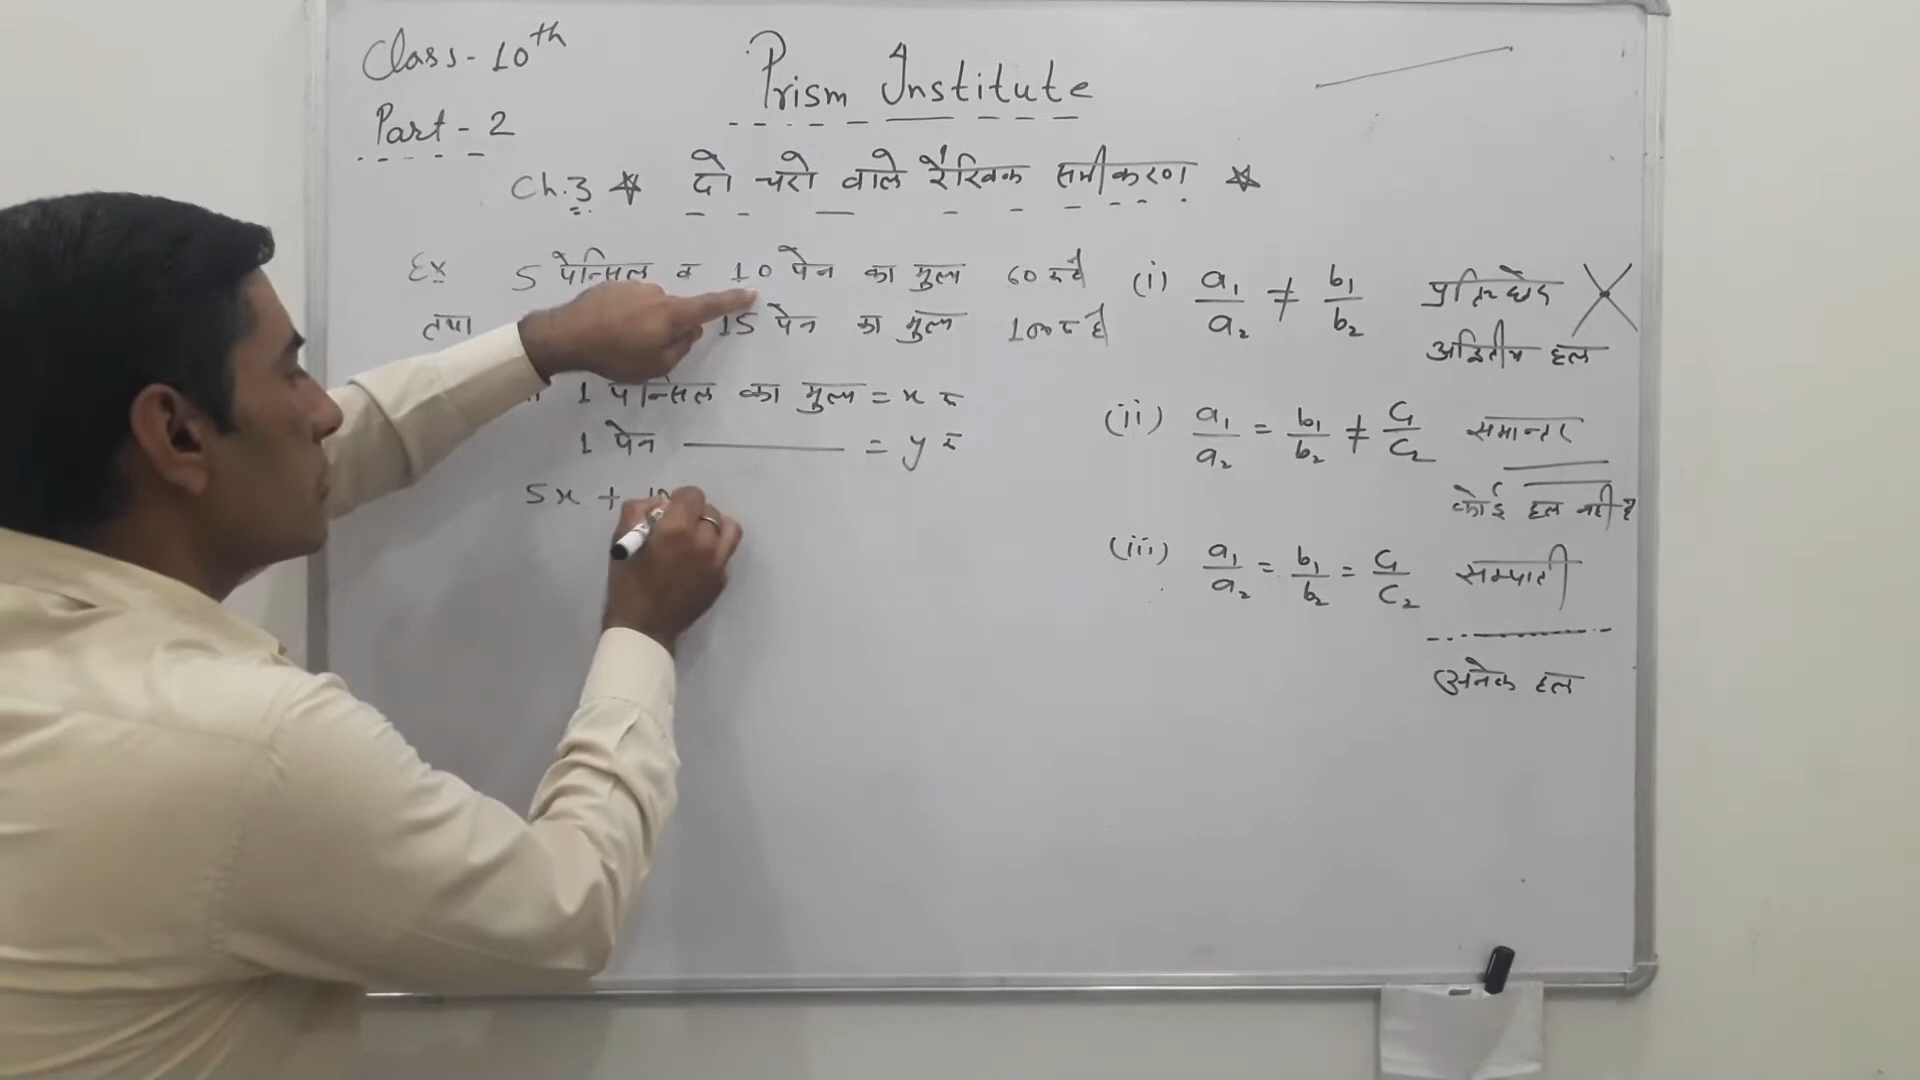 Class-10th
Part-2
Prism Institute
Ch.3 ☆ दो चरो वाले रैखिक समीकरण ☆
Ex 5 पेन्सिल व 10 पेन का मुल्य 60 रु है
तथा 15 पेन का मुल्य 100 रु है
1 पेन्सिल का मुल्य = x रु
1 पेन ——— = y रु
5x + 10
(i) a₁/a₂ ≠ b₁/b₂ प्रतिच्छेद
अद्वितीय हल
(ii) a₁/a₂ = b₁/b₂ ≠ c₁/c₂ समान्तर
कोई हल नही है
(iii) a₁/a₂ = b₁/b₂ = c₁/c₂ सम्पाती
अनेक हल